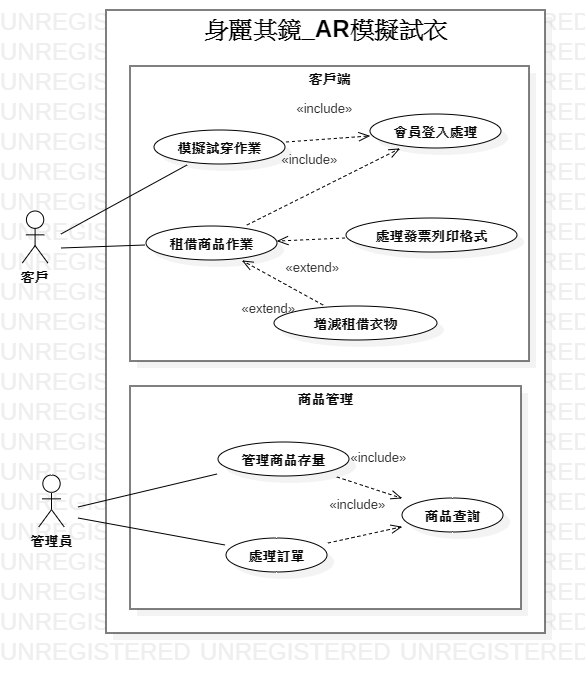 身麗其鏡_AR模擬試衣
客戶端
«include»
會員登入處理
模擬試穿作業
«include»
客戶
租借商品作業
處理發票列印格式
«extend»
«extend»
增減租借衣物
商品管理
管理商品存量
«include»
«include»
商品查詢
管理員
處理訂單
UNREGISTERED UNREGISTERED UNREGISTERED